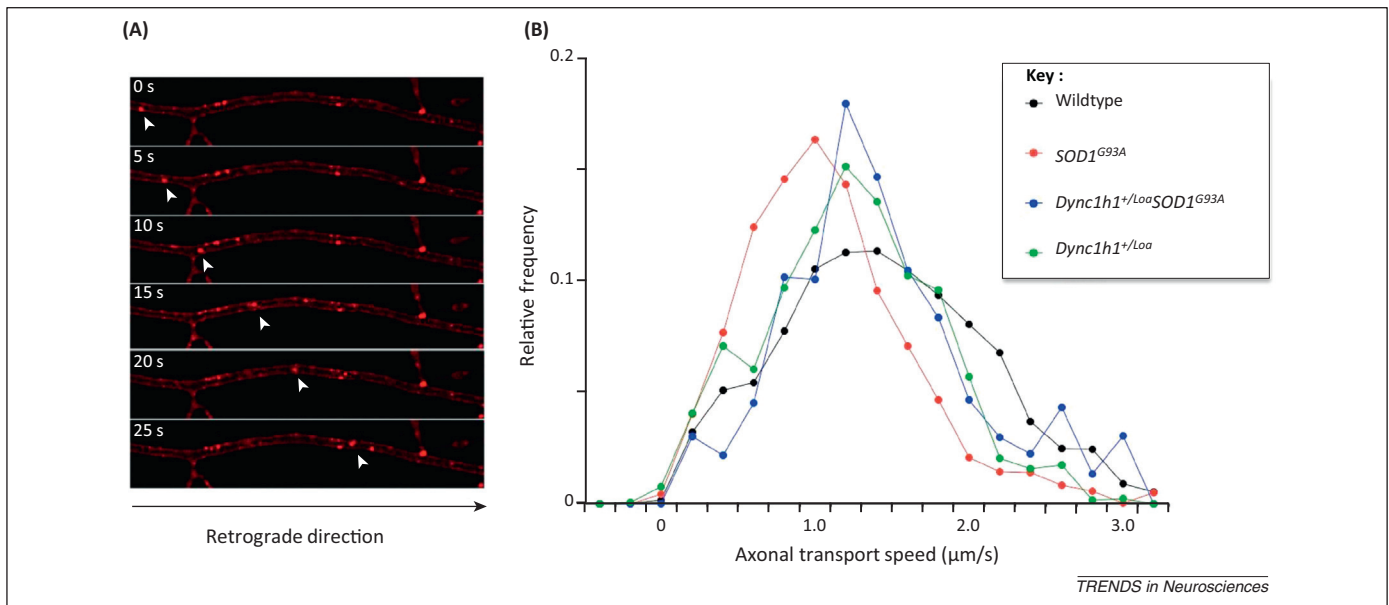 (A)
0 s
5 s
10 s
15 s
20 s
25 s
Retrograde direction
(B)
0.2
0.1
0
Relative frequency
0 1.0 2.0 3.0
Axonal transport speed (μm/s)
Key :
Wildtype
SOD1G93A
Dync1h1+/LoaSOD1G93A
Dync1h1+/Loa
TRENDS in Neurosciences